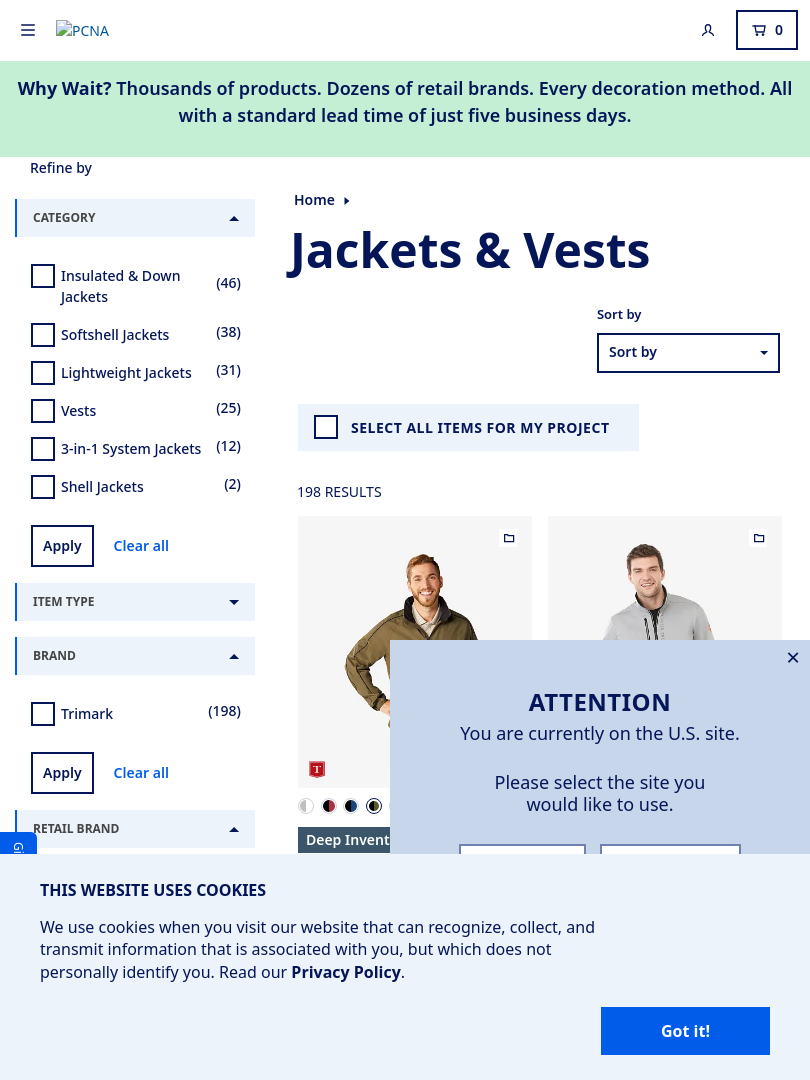 PCNA
0
Why Wait? Thousands of products. Dozens of retail brands. Every decoration method. All
with a standard lead time of just five business days.
Refine by
CATEGORY
Insulated & Down
Jackets
(46)
Softshell Jackets (38)
Lightweight Jackets (31)
Vests (25)
3-in-1 System Jackets (12)
Shell Jackets (2)
Apply Clear all
ITEM TYPE
BRAND
Trimark (198)
Apply Clear all
RETAIL BRAND
Home
Jackets & Vests
Sort by
Sort by
SELECT ALL ITEMS FOR MY PROJECT
198 RESULTS
T
Deep Invent
ATTENTION
You are currently on the U.S. site.
Please select the site you
would like to use.
THIS WEBSITE USES COOKIES
We use cookies when you visit our website that can recognize, collect, and
transmit information that is associated with you, but which does not
personally identify you. Read our Privacy Policy.
Got it!